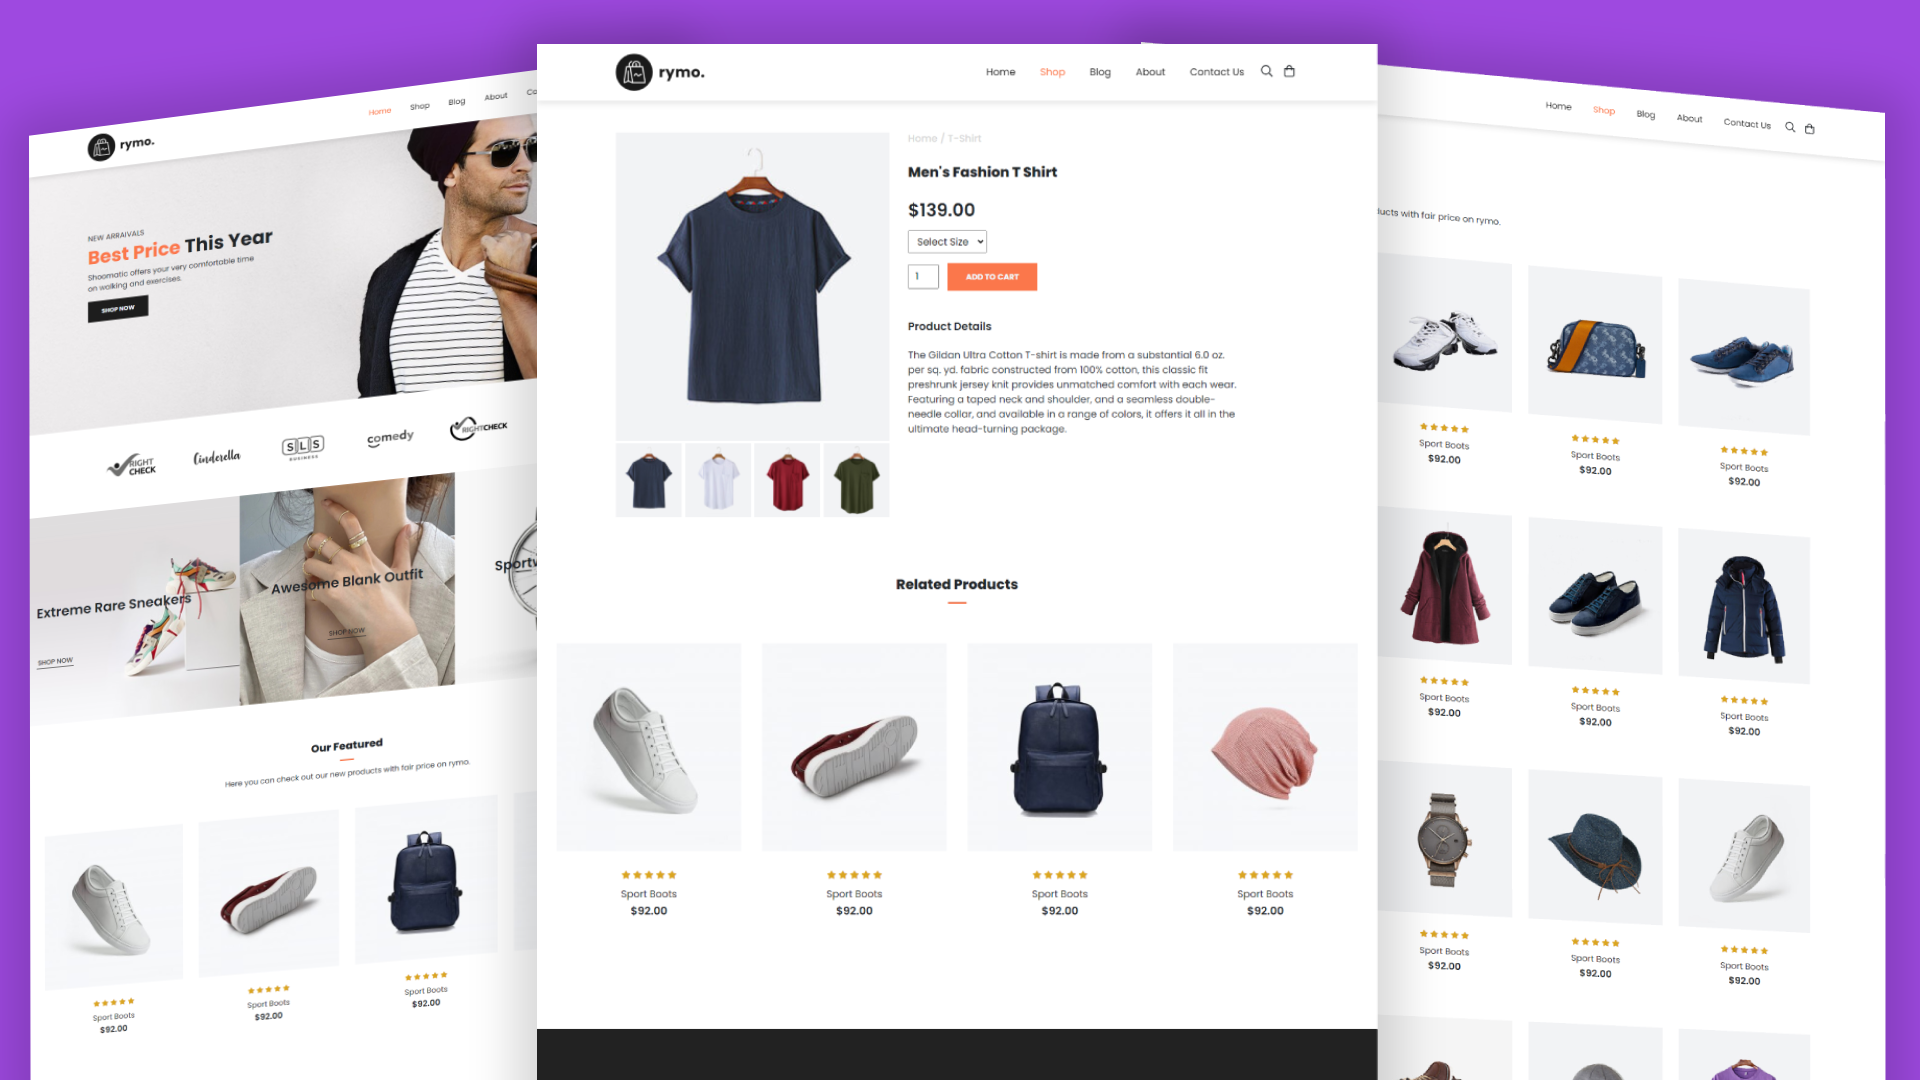 rymo.
Home
Shop
Blog
About
Co
NEW ARRAIVALS
Best Price This Year
Shoomatic offers your very comfortable time
on walking and exercises.
SHOP NOW
RIGHT
CHECK
Cinderella
SLS
BUSINESS
comedy
RIGHTCHECK
Extreme Rare Sneakers
SHOP NOW
Awesome Blank Outfit
SHOP NOW
Sportw
Our Featured
Here you can check out our new products with fair price on rymo.
Sport Boots
$92.00
Sport Boots
$92.00
Sport Boots
$92.00
rymo.
Home
Shop
Blog
About
Contact Us
Home / T-Shirt
Men's Fashion T Shirt
$139.00
Select Size
1
ADD TO CART
Product Details
The Gildan Ultra Cotton T-shirt is made from a substantial 6.0 oz.
per sq. yd. fabric constructed from 100% cotton, this classic fit
preshrunk jersey knit provides unmatched comfort with each wear.
Featuring a taped neck and shoulder, and a seamless double-
needle collar, and available in a range of colors, it offers it all in the
ultimate head-turning package.
Related Products
Sport Boots
$92.00
Sport Boots
$92.00
Sport Boots
$92.00
Sport Boots
$92.00
Home
Shop
Blog
About
Contact Us
ducts with fair price on rymo.
Sport Boots
$92.00
Sport Boots
$92.00
Sport Boots
$92.00
Sport Boots
$92.00
Sport Boots
$92.00
Sport Boots
$92.00
Sport Boots
$92.00
Sport Boots
$92.00
Sport Boots
$92.00